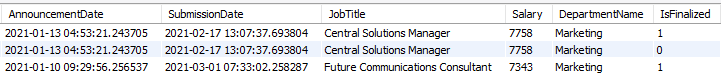 AnnouncementDate SubmissionDate JobTitle Salary DepartmentName IsFinalized
2021-01-13 04:53:21.243705 2021-02-17 13:07:37.693804 Central Solutions Manager 7758 Marketing 1
2021-01-13 04:53:21.243705 2021-02-17 13:07:37.693804 Central Solutions Manager 7758 Marketing 0
2021-01-10 09:29:56.256537 2021-03-01 07:33:02.258287 Future Communications Consultant 7343 Marketing 1